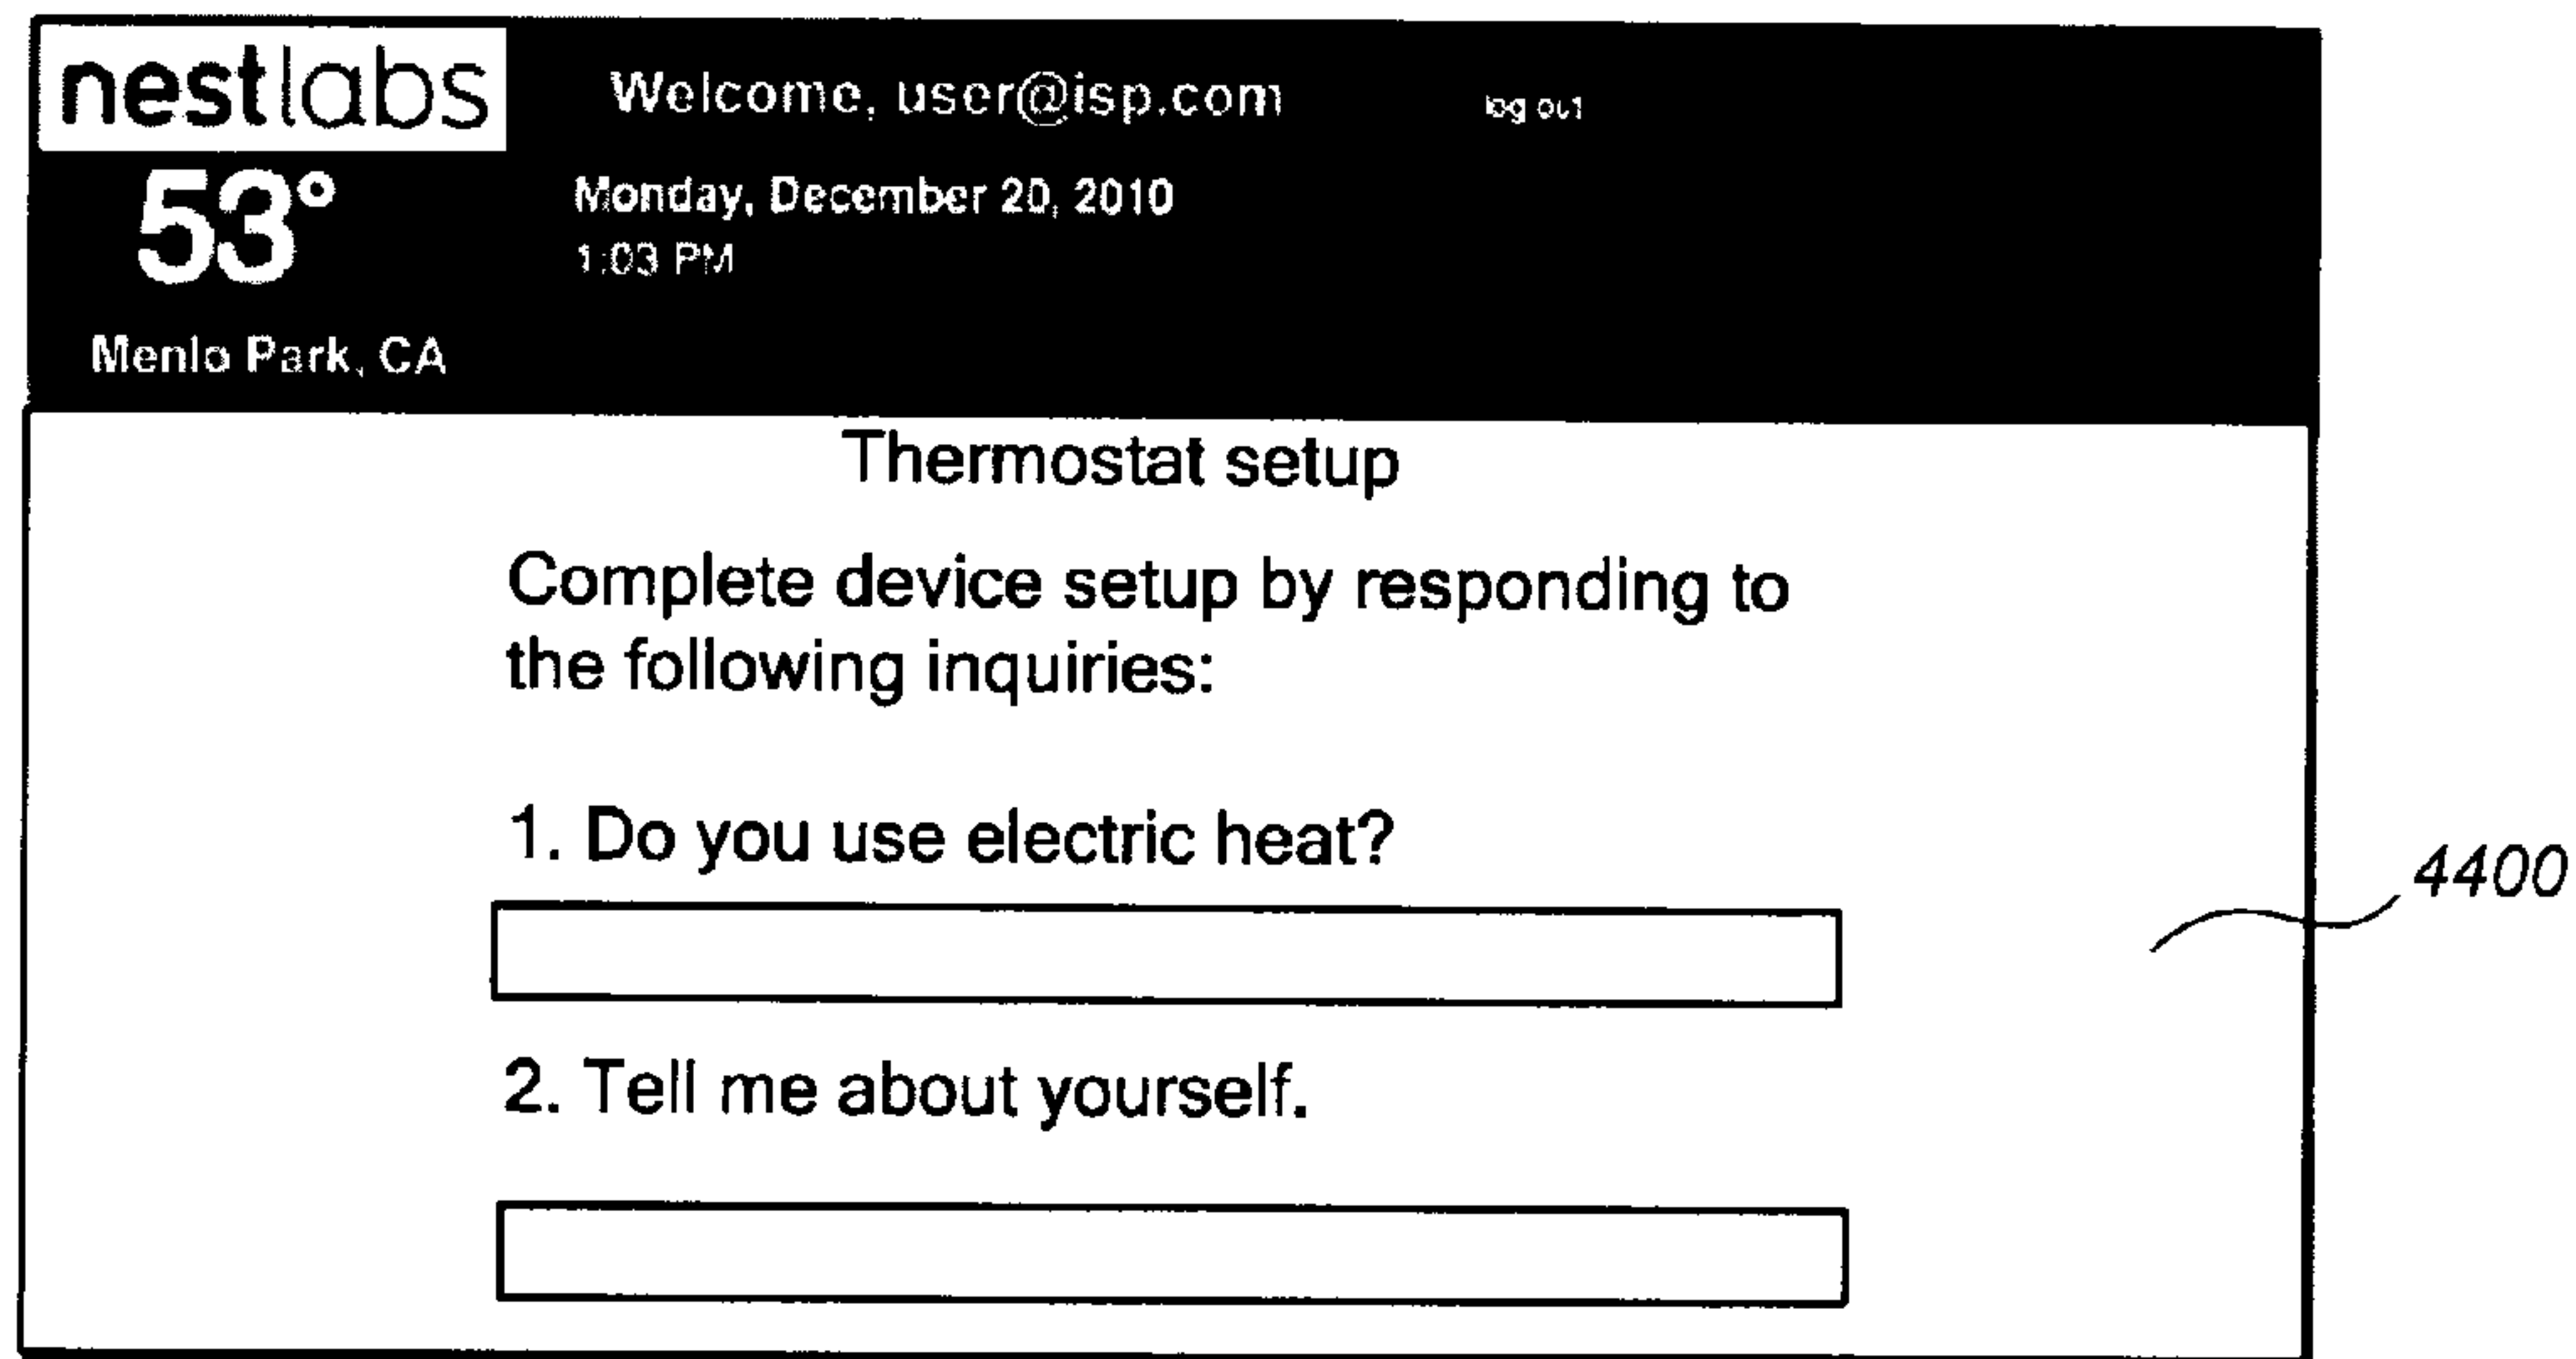 nestlabs
Welcome, user@isp.com
log out
53°
Monday, December 20, 2010
1:03 PM
Menlo Park, CA
Thermostat setup
Complete device setup by responding to
the following inquiries:
1. Do you use electric heat?
4400
2. Tell me about yourself.